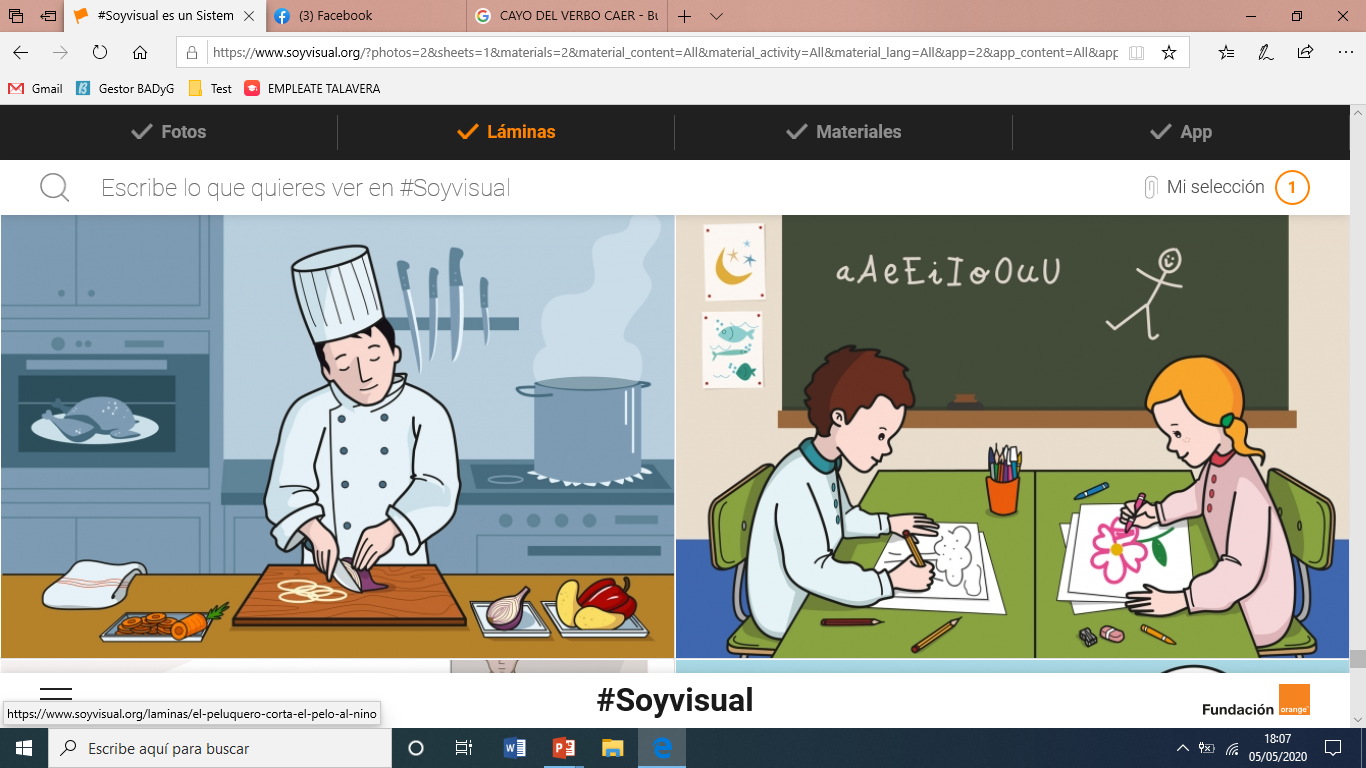 #Soyvisual es un Sistem
(3) Facebook
CAYO DEL VERBO CAER - Bu
https://www.soyvisual.org/?photos=2&sheets=1&materials=2&material_content=All&material_activity=All&material_lang=All&app=2&app_content=All&app
Gmail
Gestor BADyG
Test
EMPLEATE TALAVERA
Fotos
Láminas
Materiales
App
Escribe lo que quieres ver en #Soyvisual
Mi selección
1
aAeEiIoOuU
#Soyvisual
Fundación
orange
https://www.soyvisual.org/laminas/el-peluquero-corta-el-pelo-al-nino
Escribe aquí para buscar
18:07
05/05/2020